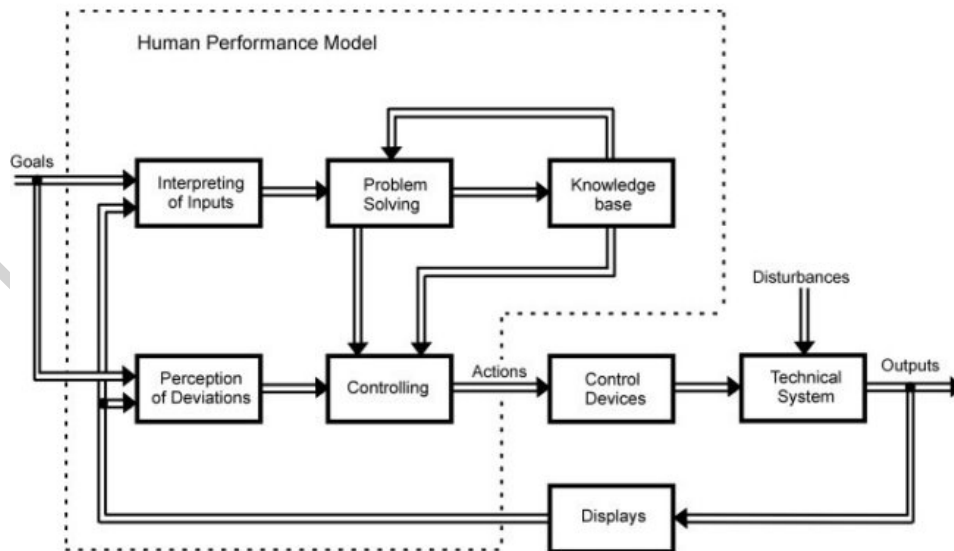 Human Performance Model
Goals
Interpreting
of Inputs
Problem
Solving
Knowledge
base
Disturbances
Perception
of Deviations
Controlling
Actions
Control
Devices
Technical
System
Outputs
Displays